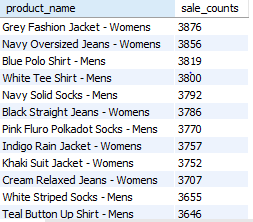 product_name sale_counts
Grey Fashion Jacket - Womens 3876
Navy Oversized Jeans - Womens 3856
Blue Polo Shirt - Mens 3819
White Tee Shirt - Mens 3800
Navy Solid Socks - Mens 3792
Black Straight Jeans - Womens 3786
Pink Fluro Polkadot Socks - Mens 3770
Indigo Rain Jacket - Womens 3757
Khaki Suit Jacket - Womens 3752
Cream Relaxed Jeans - Womens 3707
White Striped Socks - Mens 3655
Teal Button Up Shirt - Mens 3646